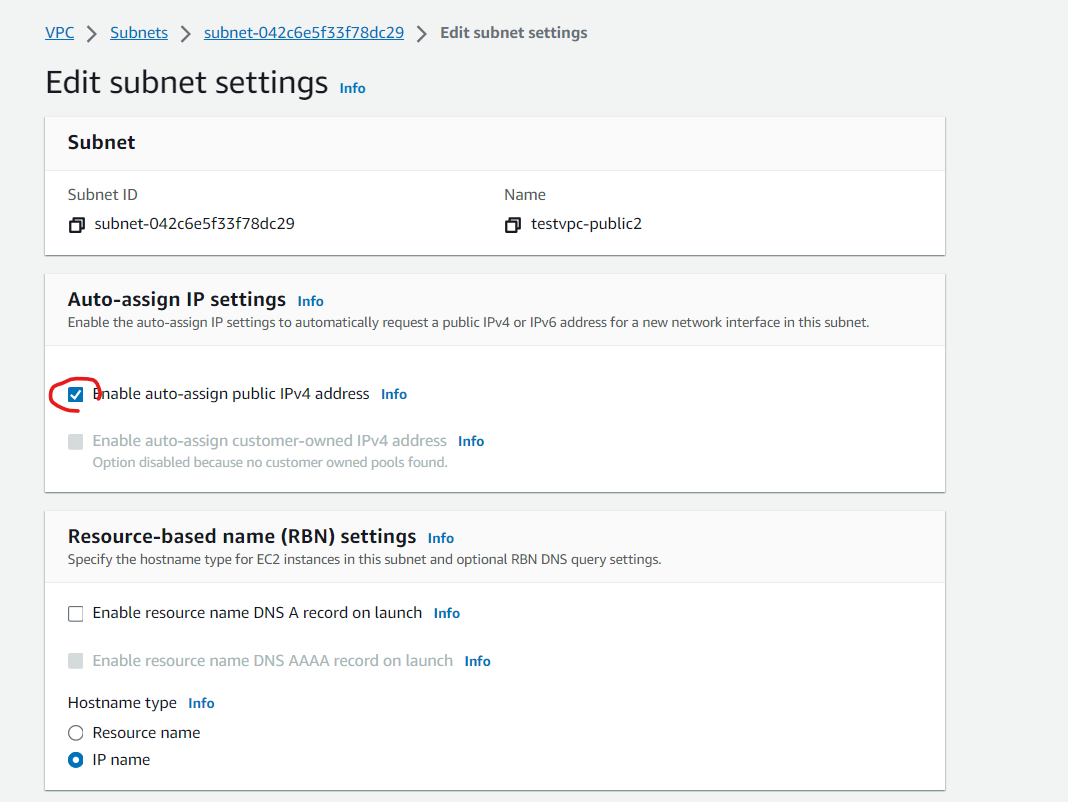 VPC > Subnets > subnet-042c6e5f33f78dc29 > Edit subnet settings
Edit subnet settings Info
Subnet
Subnet ID Name
subnet-042c6e5f33f78dc29 testvpc-public2
Auto-assign IP settings Info
Enable the auto-assign IP settings to automatically request a public IPv4 or IPv6 address for a new network interface in this subnet.
Enable auto-assign public IPv4 address Info
Enable auto-assign customer-owned IPv4 address Info
Option disabled because no customer owned pools found.
Resource-based name (RBN) settings Info
Specify the hostname type for EC2 instances in this subnet and optional RBN DNS query settings.
Enable resource name DNS A record on launch Info
Enable resource name DNS AAAA record on launch Info
Hostname type Info
Resource name
IP name